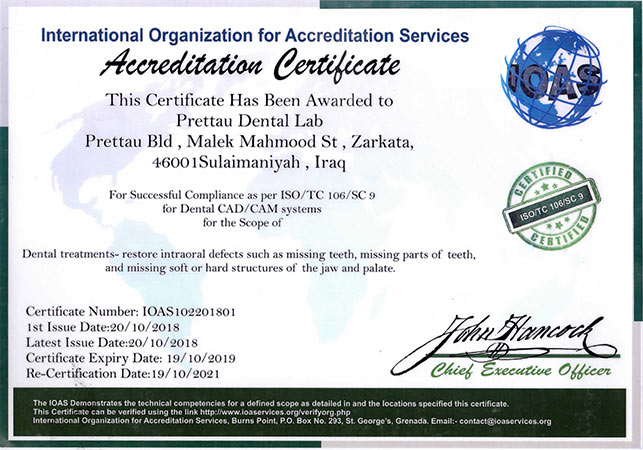 International Organization for Accreditation Services
Accreditation Certificate
IOAS
This Certificate Has Been Awarded to
Prettau Dental Lab
Prettau Bld , Malek Mahmood St , Zarkata,
46001Sulaimaniyah , Iraq
For Successful Compliance as per ISO/TC 106/SC 9
for Dental CAD/CAM systems
for the Scope of
CERTIFIED
ISO/TC 106/SC 9
CERTIFIED
Dental treatments- restore intraoral defects such as missing teeth, missing parts of teeth,
and missing soft or hard structures of the jaw and palate.
Certificate Number: IOAS102201801
1st Issue Date:20/10/2018
Latest Issue Date:20/10/2018
Certificate Expiry Date: 19/10/2019
Re-Certification Date:19/10/2021
John Hancock
Chief Executive Officer
The IOAS Demonstrates the technical competencies for a defined scope as detailed in and the locations specified this certificate.
This Certificate can be verified using the link http://www.ioaservices.org/verifyorg.php
International Organization for Accreditation Services, Burns Point, P.O. Box No. 293, St. George's, Grenada. Email:- contact@ioaservices.org